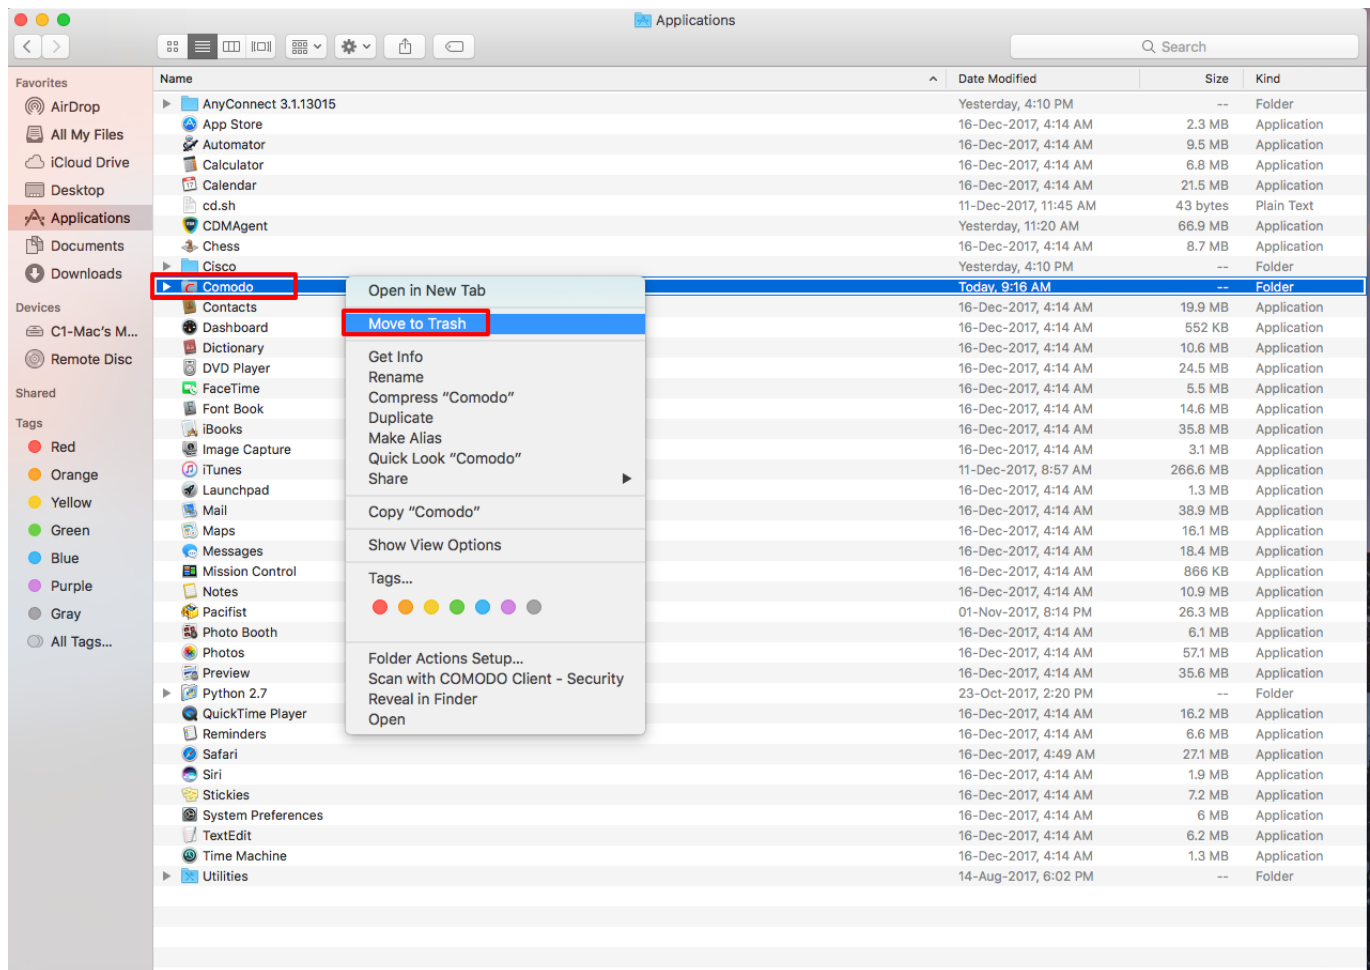 Applications
Search
Name Date Modified Size Kind
Favorites
AirDrop
All My Files
iCloud Drive
Desktop
Applications
Documents
Downloads
Devices
C1-Mac's M...
Remote Disc
Shared
Tags
Red
Orange
Yellow
Green
Blue
Purple
Gray
All Tags...
AnyConnect 3.1.13015 Yesterday, 4:10 PM -- Folder
App Store 16-Dec-2017, 4:14 AM 2.3 MB Application
Automator 16-Dec-2017, 4:14 AM 9.5 MB Application
Calculator 16-Dec-2017, 4:14 AM 6.8 MB Application
Calendar 16-Dec-2017, 4:14 AM 21.5 MB Application
cd.sh 11-Dec-2017, 11:45 AM 43 bytes Plain Text
CDMAgent Yesterday, 11:20 AM 66.9 MB Application
Chess 16-Dec-2017, 4:14 AM 8.7 MB Application
Cisco Yesterday, 4:10 PM -- Folder
Comodo Today, 9:16 AM -- Folder
Contacts 16-Dec-2017, 4:14 AM 19.9 MB Application
Dashboard 16-Dec-2017, 4:14 AM 552 KB Application
Dictionary 16-Dec-2017, 4:14 AM 10.6 MB Application
DVD Player 16-Dec-2017, 4:14 AM 24.5 MB Application
FaceTime 16-Dec-2017, 4:14 AM 5.5 MB Application
Font Book 16-Dec-2017, 4:14 AM 14.6 MB Application
iBooks 16-Dec-2017, 4:14 AM 35.8 MB Application
Image Capture 16-Dec-2017, 4:14 AM 3.1 MB Application
iTunes 11-Dec-2017, 8:57 AM 266.6 MB Application
Launchpad 16-Dec-2017, 4:14 AM 1.3 MB Application
Mail 16-Dec-2017, 4:14 AM 38.9 MB Application
Maps 16-Dec-2017, 4:14 AM 16.1 MB Application
Messages 16-Dec-2017, 4:14 AM 18.4 MB Application
Mission Control 16-Dec-2017, 4:14 AM 866 KB Application
Notes 16-Dec-2017, 4:14 AM 10.9 MB Application
Pacifist 01-Nov-2017, 8:14 PM 26.3 MB Application
Photo Booth 16-Dec-2017, 4:14 AM 6.1 MB Application
Photos 16-Dec-2017, 4:14 AM 57.1 MB Application
Preview 16-Dec-2017, 4:14 AM 35.6 MB Application
Python 2.7 23-Oct-2017, 2:20 PM -- Folder
QuickTime Player 16-Dec-2017, 4:14 AM 16.2 MB Application
Reminders 16-Dec-2017, 4:14 AM 6.6 MB Application
Safari 16-Dec-2017, 4:49 AM 27.1 MB Application
Siri 16-Dec-2017, 4:14 AM 1.9 MB Application
Stickies 16-Dec-2017, 4:14 AM 7.2 MB Application
System Preferences 16-Dec-2017, 4:14 AM 6 MB Application
TextEdit 16-Dec-2017, 4:14 AM 6.2 MB Application
Time Machine 16-Dec-2017, 4:14 AM 1.3 MB Application
Utilities 14-Aug-2017, 6:02 PM -- Folder
Open in New Tab
Move to Trash
Get Info
Rename
Compress “Comodo”
Duplicate
Make Alias
Quick Look “Comodo”
Share
Copy “Comodo”
Show View Options
Tags...
Folder Actions Setup...
Scan with COMODO Client - Security
Reveal in Finder
Open